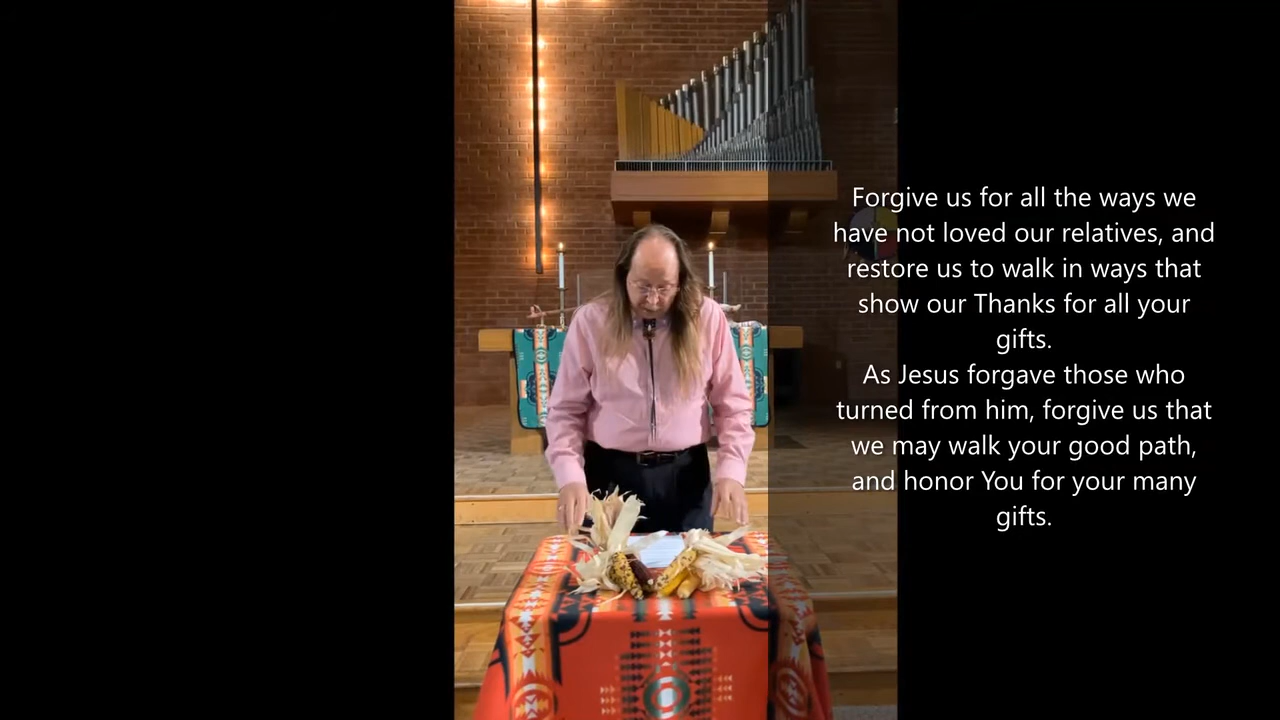 Forgive us for all the ways we
have not loved our relatives, and
restore us to walk in ways that
show our Thanks for all your
gifts.
As Jesus forgave those who
turned from him, forgive us that
we may walk your good path,
and honor You for your many
gifts.